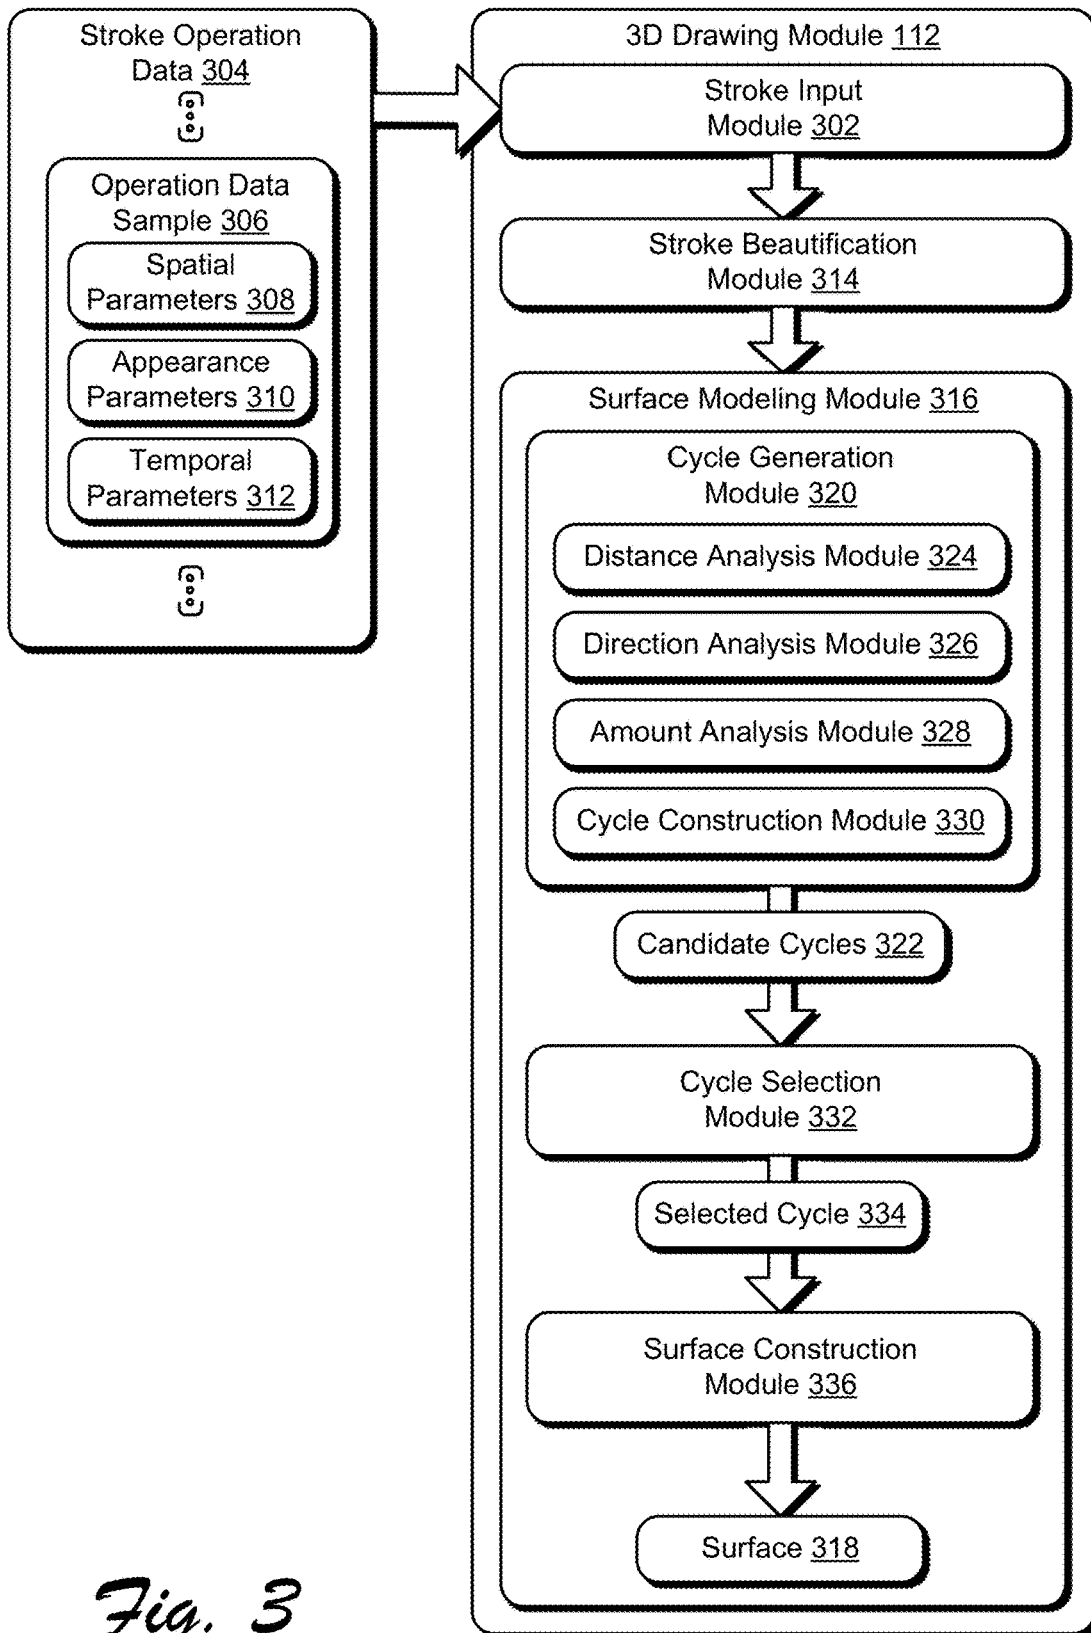 Stroke Operation
Data 304
Operation Data
Sample 306
Spatial
Parameters 308
Appearance
Parameters 310
Temporal
Parameters 312
3D Drawing Module 112
Stroke Input
Module 302
Stroke Beautification
Module 314
Surface Modeling Module 316
Cycle Generation
Module 320
Distance Analysis Module 324
Direction Analysis Module 326
Amount Analysis Module 328
Cycle Construction Module 330
Candidate Cycles 322
Cycle Selection
Module 332
Selected Cycle 334
Surface Construction
Module 336
Surface 318
Fig. 3